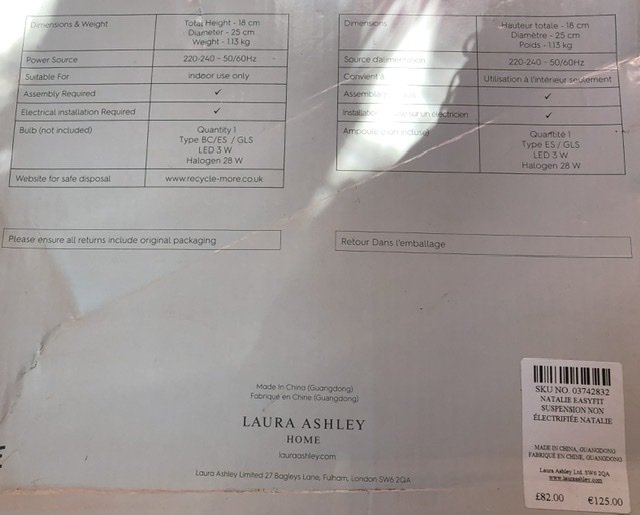 Dimensions & Weight
Total Height - 18 cm
Diameter - 25 cm
Weight - 1.13 kg
Power Source
220-240 - 50/60Hz
Suitable For
indoor use only
Assembly Required
✓
Electrical installation Required
✓
Bulb (not included)
Quantity 1
Type BC/ES / GLS
LED 3 W
Halogen 28 W
Website for safe disposal
www.recycle-more.co.uk
Please ensure all returns include original packaging
Dimensions
Hauteur totale - 18 cm
Diamètre - 25 cm
Poids - 1.13 kg
Source d'alimentation
220-240 - 50/60Hz
Convient à
Utilisation à l'intérieur seulement
✓
sur un électricien
✓
Quantité 1
Type ES / GLS
LED 3 W
Halogen 28 W
Retour Dans l'emballage
Made In China (Guangdong)
Fabriqué en Chine (Guangdong)
LAURA ASHLEY
HOME
lauraashley.com
Laura Ashley Limited 27 Bagleys Lane, Fulham, London SW6 2QA
SKU NO. 03742832
NATALIE EASYFIT
SUSPENSION NON
ÉLECTRIFIÉE NATALIE
MADE IN CHINA, GUANGDONG
FABRIQUÉ EN CHINE, GUANGDONG
Laura Ashley Ltd. SW6 2QA
www.lauraashley.com
£82.00 €125.00